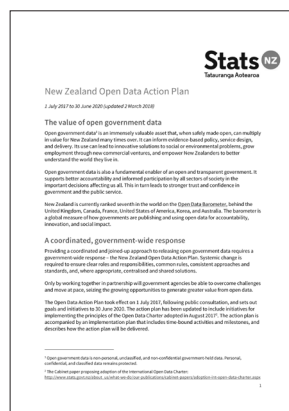 Stats NZ
Tatauranga Aotearoa
New Zealand Open Data Action Plan
1 July 2017 to 30 June 2020 (updated 2 March 2018)
The value of open government data
Open government data¹ is an immensely valuable asset that, when safely made open, can multiply
in value for New Zealand many times over. It can inform evidence-based policy, service design,
and delivery. Its use can lead to innovative solutions to social or environmental problems, grow
employment through new commercial ventures, and empower New Zealanders to better
understand the world they live in.
Open government data is also a fundamental enabler of an open and transparent government. It
supports better accountability and informed participation by all sectors of society in the
important decisions affecting us all. This in turn leads to stronger trust and confidence in
government and the public service.
New Zealand is currently ranked seventh in the world on the Open Data Barometer, behind the
United Kingdom, Canada, France, United States of America, Korea, and Australia. The barometer is
a global measure of how governments are publishing and using open data for accountability,
innovation, and social impact.
A coordinated, government-wide response
Providing a coordinated and joined-up approach to releasing open government data requires a
government-wide response – the New Zealand Open Data Action Plan. Systemic change is
required to ensure clear roles and responsibilities, common rules, consistent approaches and
standards, and, where appropriate, centralised and shared solutions.
Only by working together in partnership will government agencies be able to overcome challenges
and move at pace, seizing the growing opportunities to generate greater value from open data.
The Open Data Action Plan took effect on 1 July 2017, following public consultation, and sets out
goals and initiatives to 30 June 2020. The action plan has been updated to include initiatives for
implementing the principles of the Open Data Charter adopted in August 2017². The action plan is
accompanied by an implementation plan that includes time-bound activities and milestones, and
describes how the action plan will be delivered.
¹ Open government data is non-personal, unclassified, and non-confidential government-held data. Personal,
confidential, and classified data remains protected.
² The Cabinet paper proposing adoption of the International Open Data Charter:
1